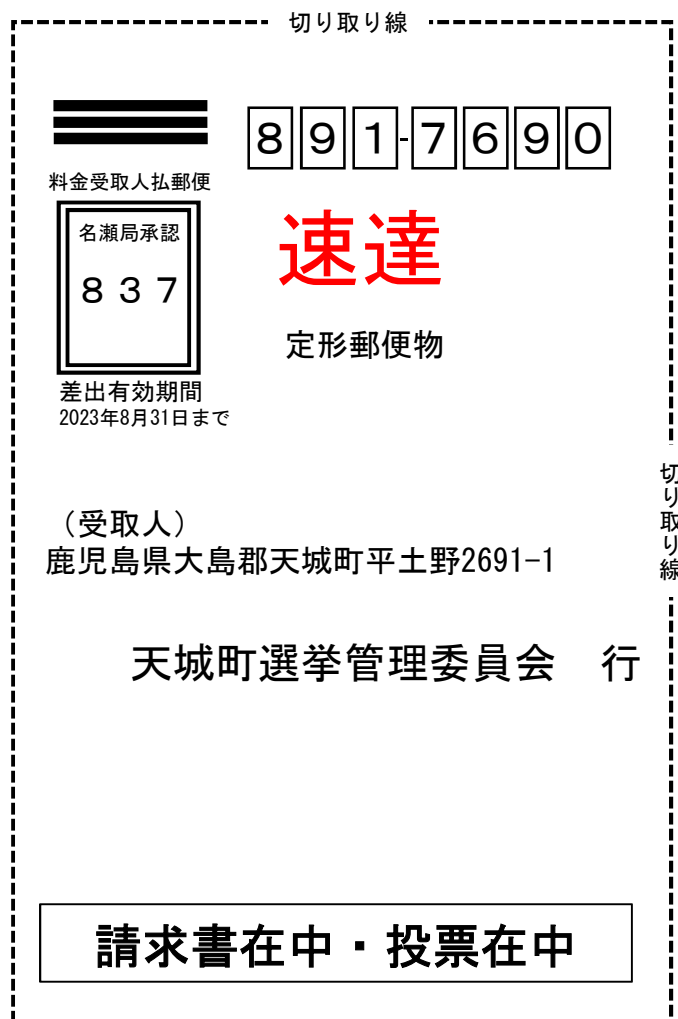 切り取り線
891-7690
料金受取人払郵便
名瀬局承認
837
速達
定形郵便物
差出有効期間
2023年8月31日まで
切り取り線
（受取人）
鹿児島県大島郡天城町平土野2691-1
天城町選挙管理委員会　行
請求書在中・投票在中